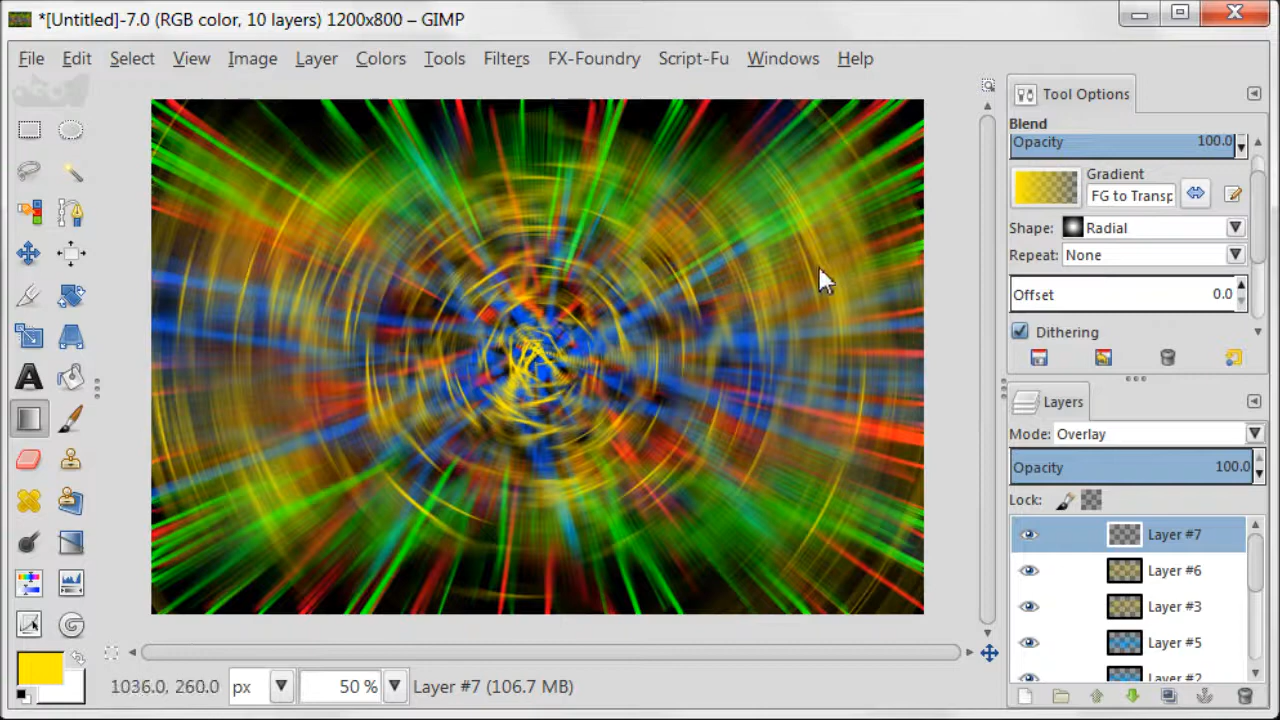 *[Untitled]-7.0 (RGB color, 10 layers) 1200x800 – GIMP
File Edit Select View Image Layer Colors Tools Filters FX-Foundry Script-Fu Windows Help
Tool Options
Blend
Opacity 100.0
Gradient
FG to Transp
Shape: Radial
Repeat: None
Offset 0.0
Dithering
Layers
Mode: Overlay
Opacity 100.0
Lock:
Layer #7
Layer #6
Layer #3
Layer #5
Layer #2
1036.0, 260.0 px 50 % Layer #7 (106.7 MB)